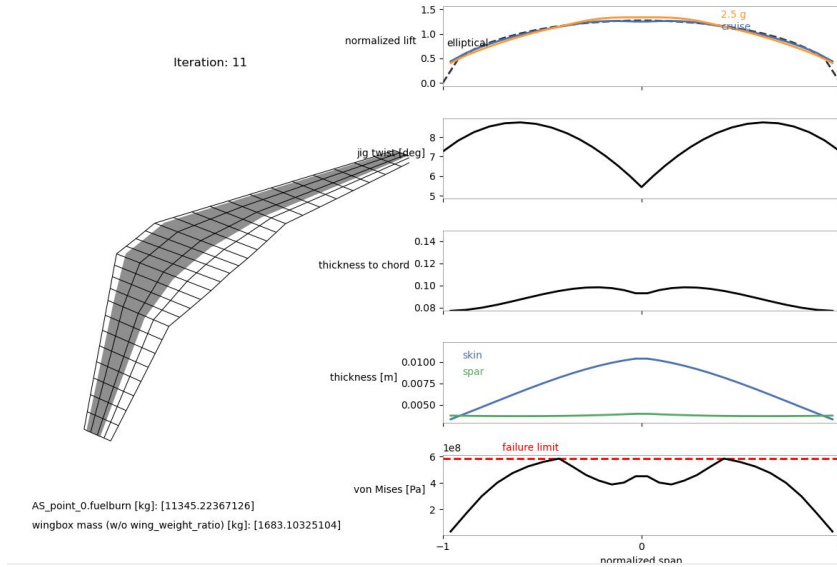 Iteration: 11
normalized lift
1.5
1.0
0.5
0.0
2.5 g
cruise
elliptical
jig twist [deg]
8
7
6
5
thickness to chord
0.14
0.12
0.10
0.08
thickness [m]
0.0100
0.0075
0.0050
skin
spar
von Mises [Pa]
1e8
6
4
2
failure limit
−1
0
normalized span
AS_point_0.fuelburn [kg]: [11345.22367126]
wingbox mass (w/o wing_weight_ratio) [kg]: [1683.10325104]